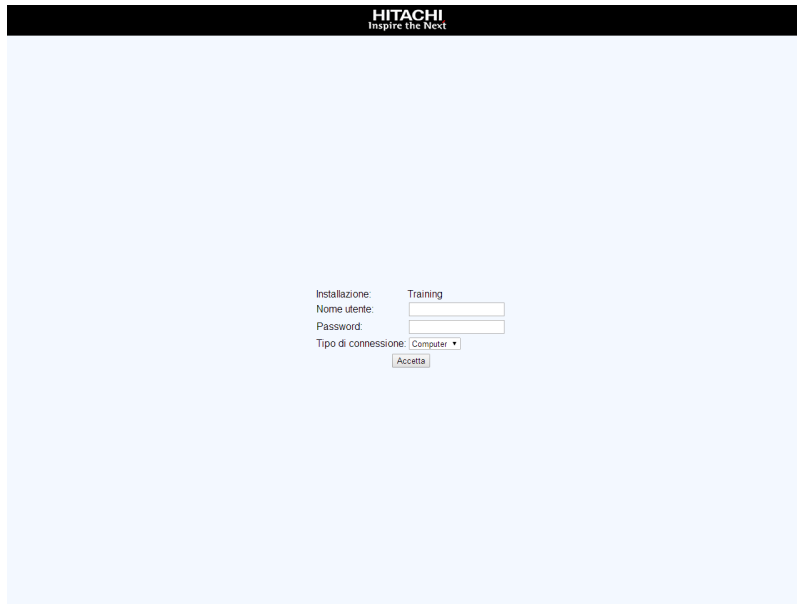 HITACHI
Inspire the Next
Installazione: Training
Nome utente:
Password:
Tipo di connessione: Computer
Accetta